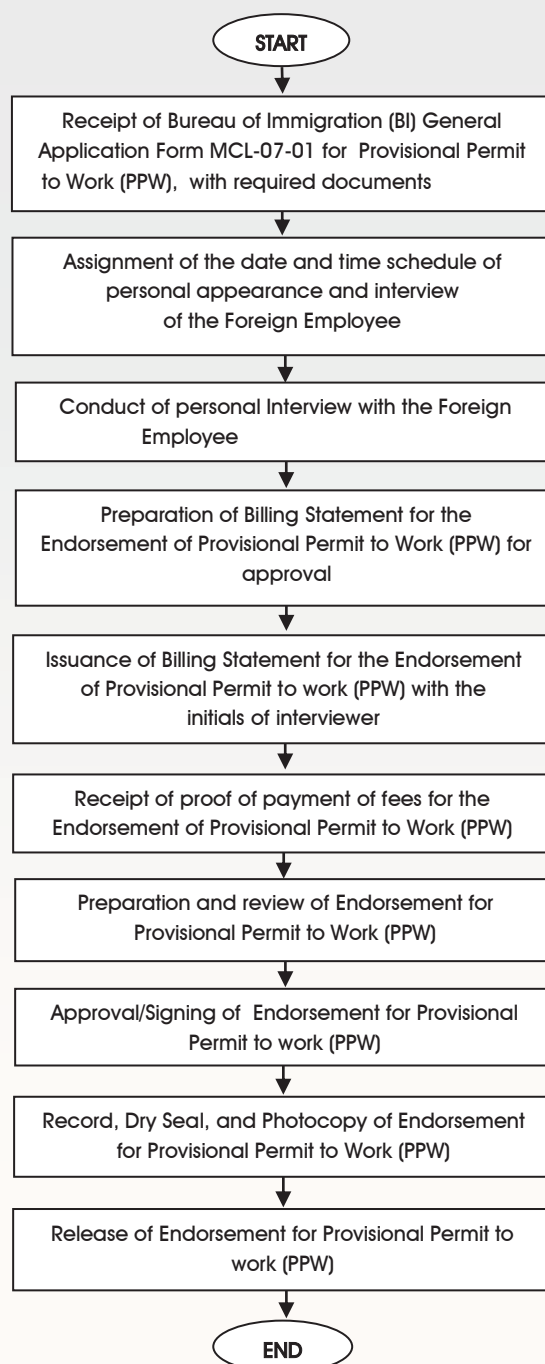 START
Receipt of Bureau of Immigration (BI) General
Application Form MCL-07-01 for Provisional Permit
to Work (PPW), with required documents
Assignment of the date and time schedule of
personal appearance and interview
of the Foreign Employee
Conduct of personal Interview with the Foreign
Employee
Preparation of Billing Statement for the
Endorsement of Provisional Permit to Work (PPW) for
approval
Issuance of Billing Statement for the Endorsement
of Provisional Permit to work (PPW) with the
initials of interviewer
Receipt of proof of payment of fees for the
Endorsement of Provisional Permit to Work (PPW)
Preparation and review of Endorsement for
Provisional Permit to Work (PPW)
Approval/Signing of Endorsement for Provisional
Permit to work (PPW)
Record, Dry Seal, and Photocopy of Endorsement
for Provisional Permit to Work (PPW)
Release of Endorsement for Provisional Permit to
work (PPW)
END